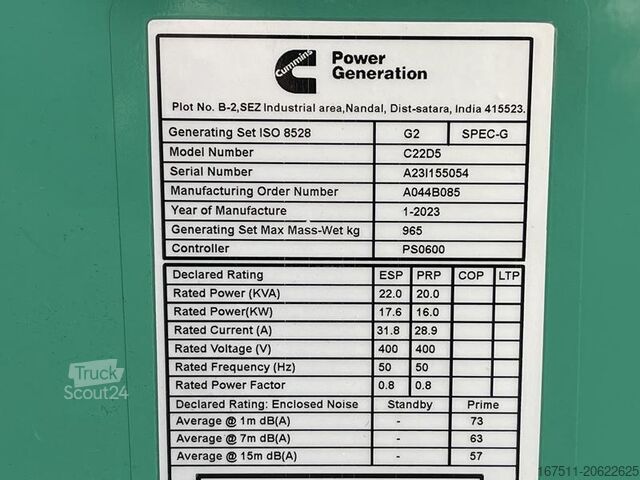 Cummins
Power
Generation
Plot No. B-2,SEZ Industrial area,Nandal, Dist-satara, India 415523.
Generating Set ISO 8528 G2 SPEC-G
Model Number C22D5
Serial Number A23I155054
Manufacturing Order Number A044B085
Year of Manufacture 1-2023
Generating Set Max Mass-Wet kg 965
Controller PS0600
Declared Rating ESP PRP COP LTP
Rated Power (KVA) 22.0 20.0
Rated Power(KW) 17.6 16.0
Rated Current (A) 31.8 28.9
Rated Voltage (V) 400 400
Rated Frequency (Hz) 50 50
Rated Power Factor 0.8 0.8
Declared Rating: Enclosed Noise Standby Prime
Average @ 1m dB(A) - 73
Average @ 7m dB(A) - 63
Average @ 15m dB(A) - 57
Truck
Scout24
167511-20622625